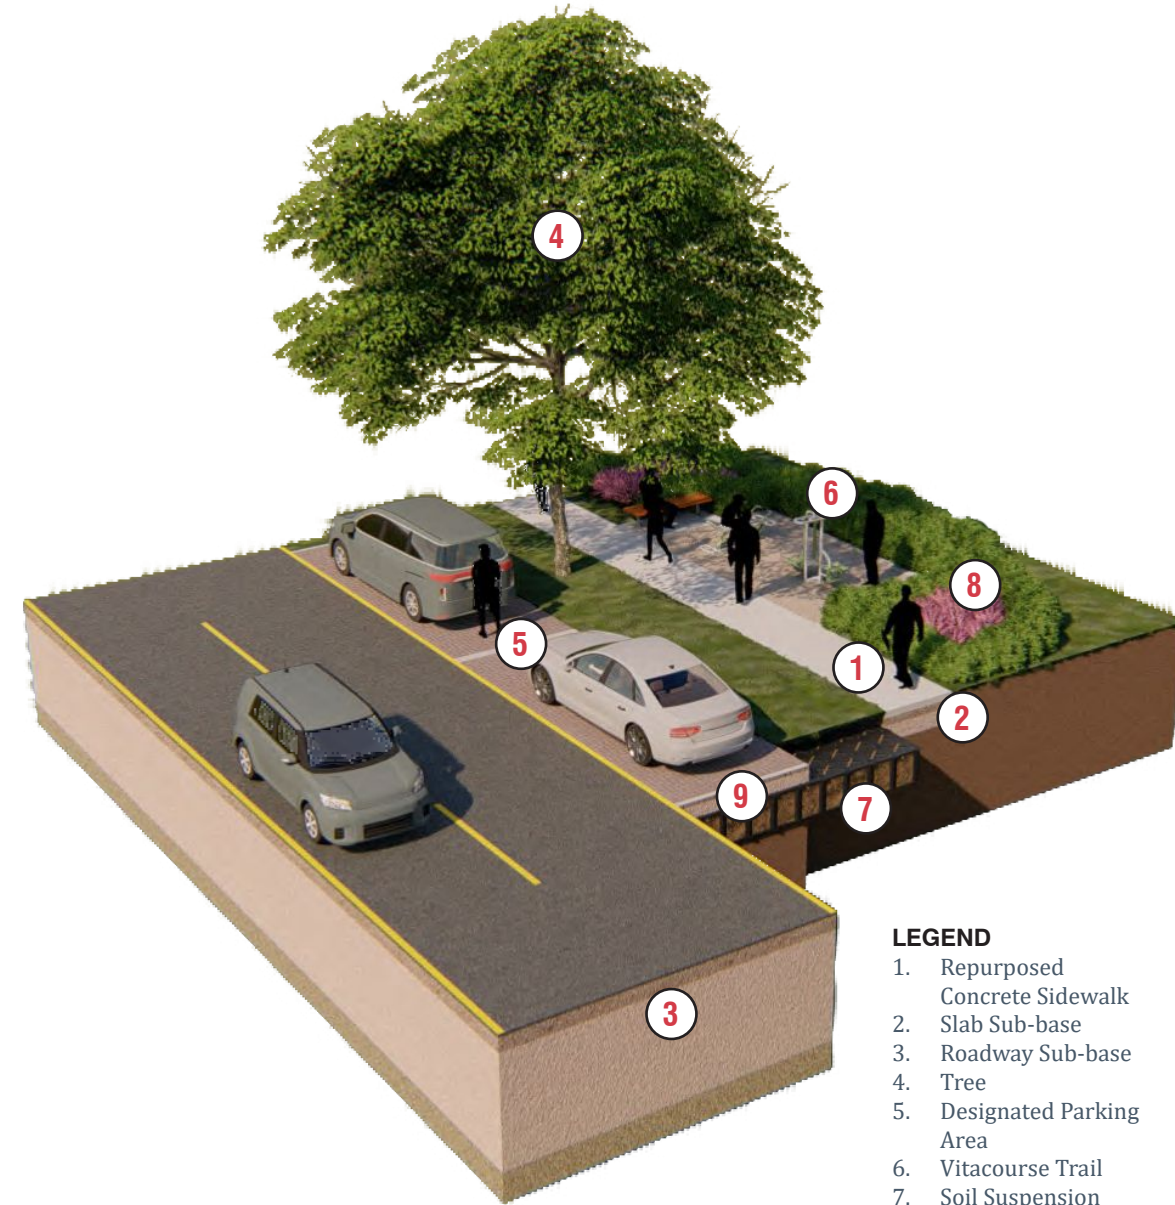 4
6
8
5
1
2
9
7
3
LEGEND
1. Repurposed
Concrete Sidewalk
2. Slab Sub-base
3. Roadway Sub-base
4. Tree
5. Designated Parking
Area
6. Vitacourse Trail
7. Soil Suspension